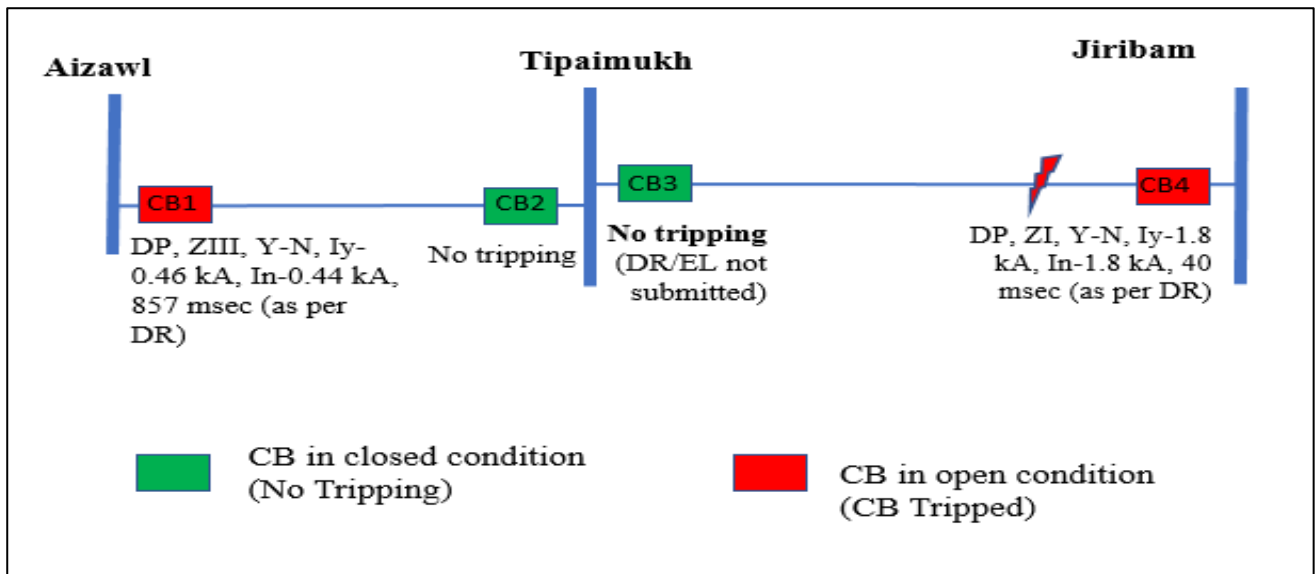 Aizawl
Tipaimukh
Jiribam
CB1
CB2
CB3
CB4
DP, ZIII, Y-N, Iy-
0.46 kA, In-0.44 kA,
857 msec (as per
DR)
No tripping
No tripping
(DR/EL not
submitted)
DP, ZI, Y-N, Iy-1.8
kA, In-1.8 kA, 40
msec (as per DR)
CB in closed condition
(No Tripping)
CB in open condition
(CB Tripped)